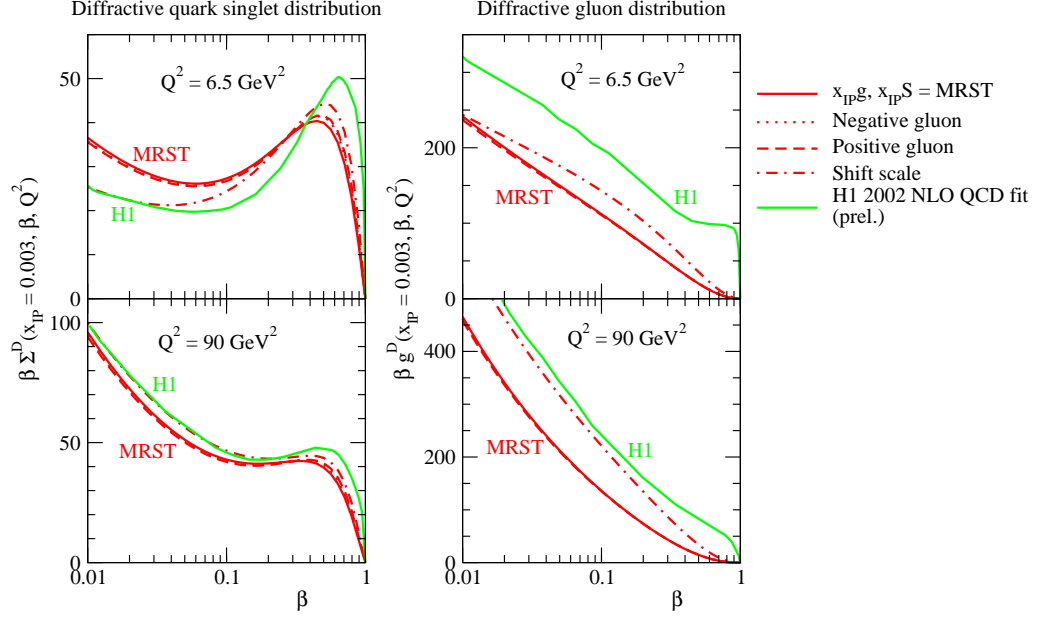 Diffractive quark singlet distribution
Diffractive gluon distribution
β Σ^D(x_IP = 0.003, β, Q^2)
50
0
Q^2 = 6.5 GeV^2
MRST
H1
100
50
0
Q^2 = 90 GeV^2
H1
MRST
0.01 0.1 1
β
β g^D(x_IP = 0.003, β, Q^2)
200
0
Q^2 = 6.5 GeV^2
H1
MRST
400
200
0
Q^2 = 90 GeV^2
MRST
H1
0.01 0.1 1
β
x_IPg, x_IPS = MRST
Negative gluon
Positive gluon
Shift scale
H1 2002 NLO QCD fit
(prel.)